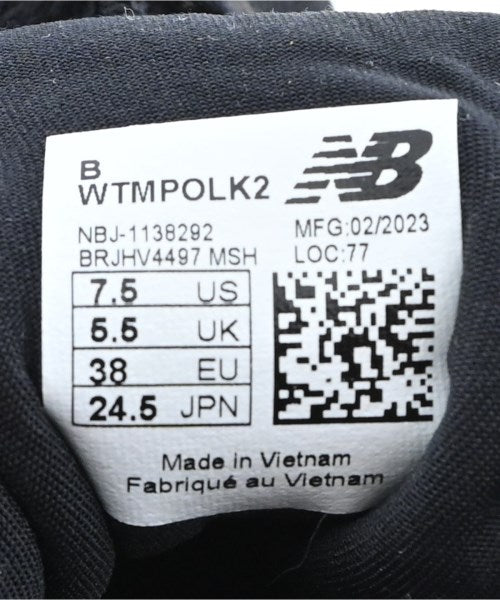 B
WTMPOLK2
NB
NBJ-1138292
MFG:02/2023
BRJHV4497 MSH
LOC:77
7.5 US
5.5 UK
38 EU
24.5 JPN
Made in Vietnam
Fabriqué au Vietnam